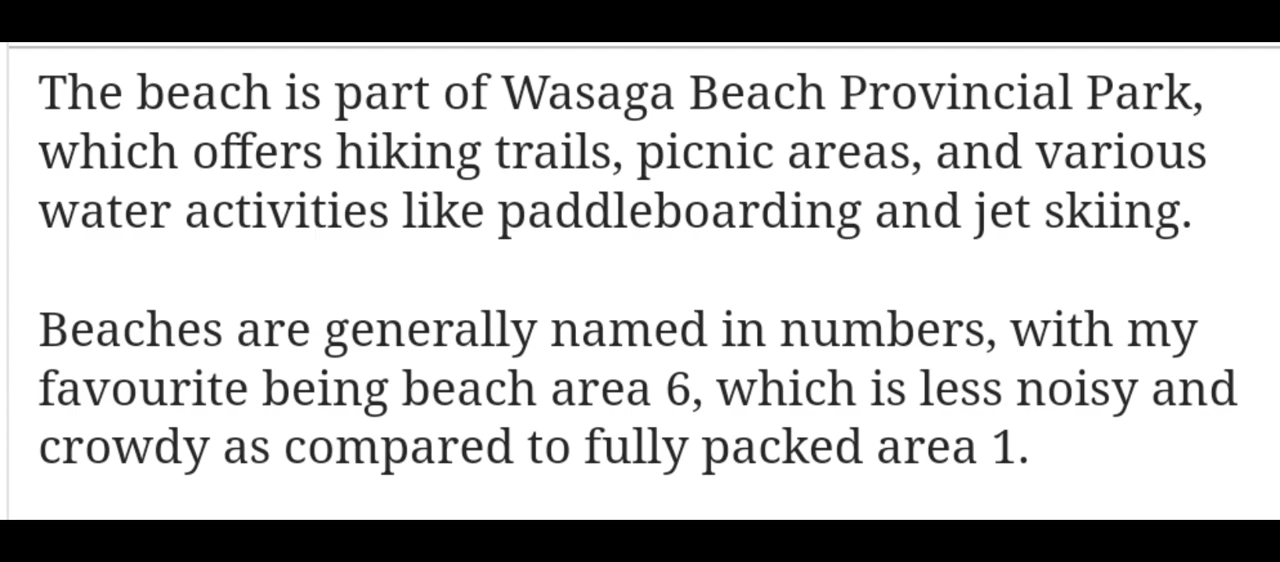 The beach is part of Wasaga Beach Provincial Park,
which offers hiking trails, picnic areas, and various
water activities like paddleboarding and jet skiing.
Beaches are generally named in numbers, with my
favourite being beach area 6, which is less noisy and
crowdy as compared to fully packed area 1.